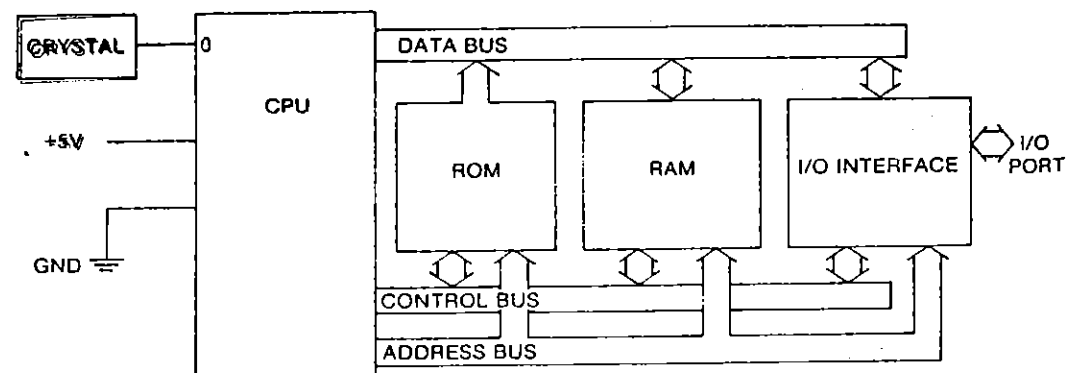 CRYSTAL
0
DATA BUS
CPU
+5V
ROM
RAM
I/O INTERFACE
I/O
PORT
GND
CONTROL BUS
ADDRESS BUS